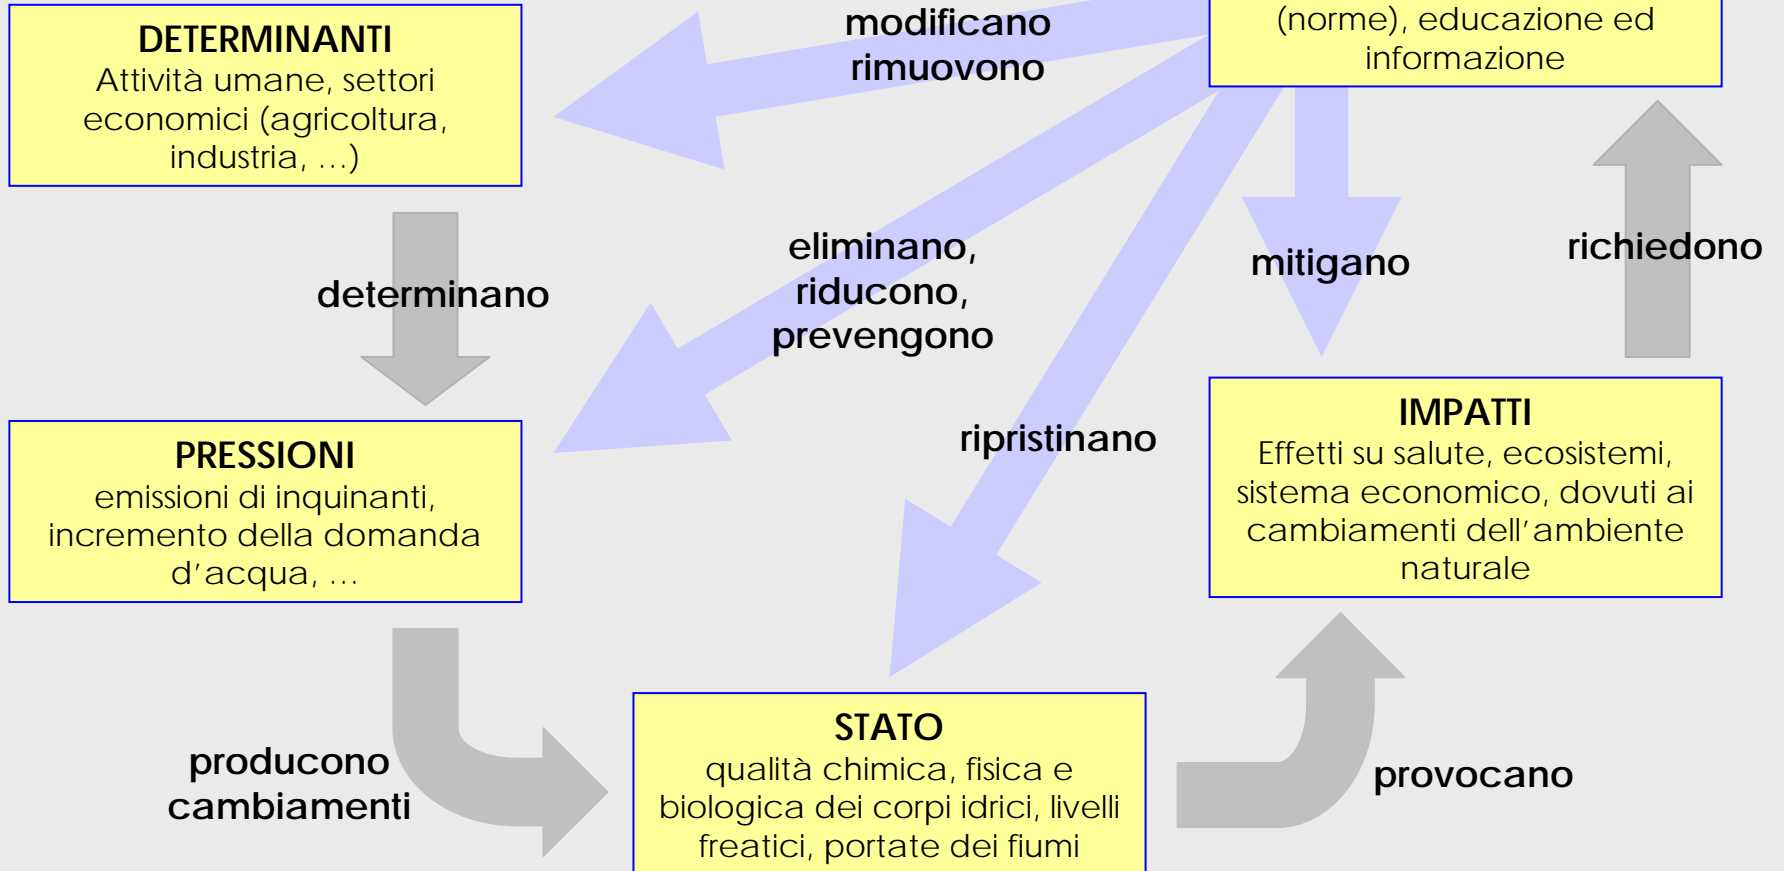 modificano
rimuovono
(norme), educazione ed
informazione
DETERMINANTI
Attività umane, settori
economici (agricoltura,
industria, ...)
determinano
eliminano,
riducono,
prevengono
mitigano
richiedono
ripristinano
PRESSIONI
emissioni di inquinanti,
incremento della domanda
d’acqua, ...
IMPATTI
Effetti su salute, ecosistemi,
sistema economico, dovuti ai
cambiamenti dell’ambiente
naturale
producono
cambiamenti
STATO
qualità chimica, fisica e
biologica dei corpi idrici, livelli
freatici, portate dei fiumi
provocano